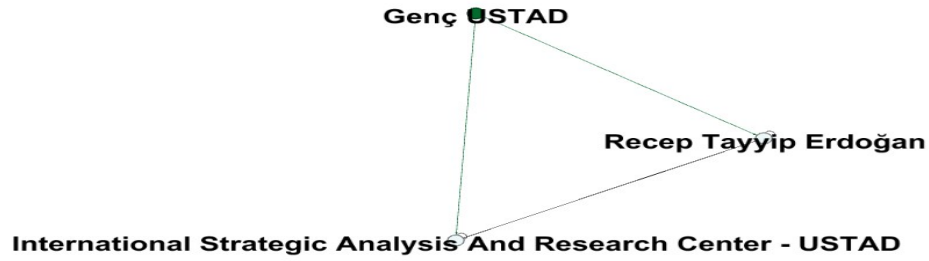 Genç USTAD
Recep Tayyip Erdoğan
International Strategic Analysis And Research Center - USTAD